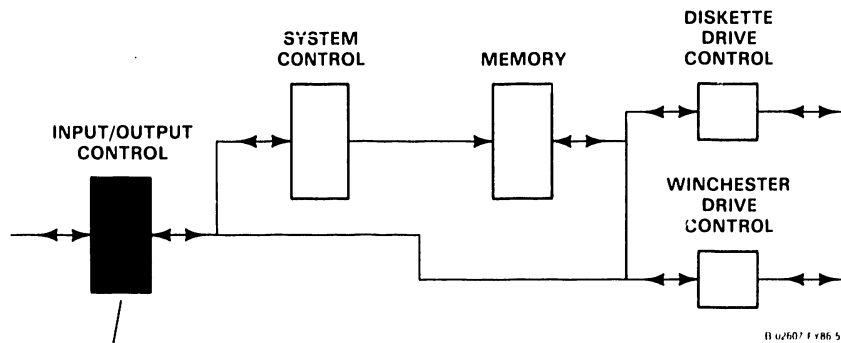 SYSTEM
CONTROL
MEMORY
DISKETTE
DRIVE
CONTROL
INPUT/OUTPUT
CONTROL
WINCHESTER
DRIVE
CONTROL